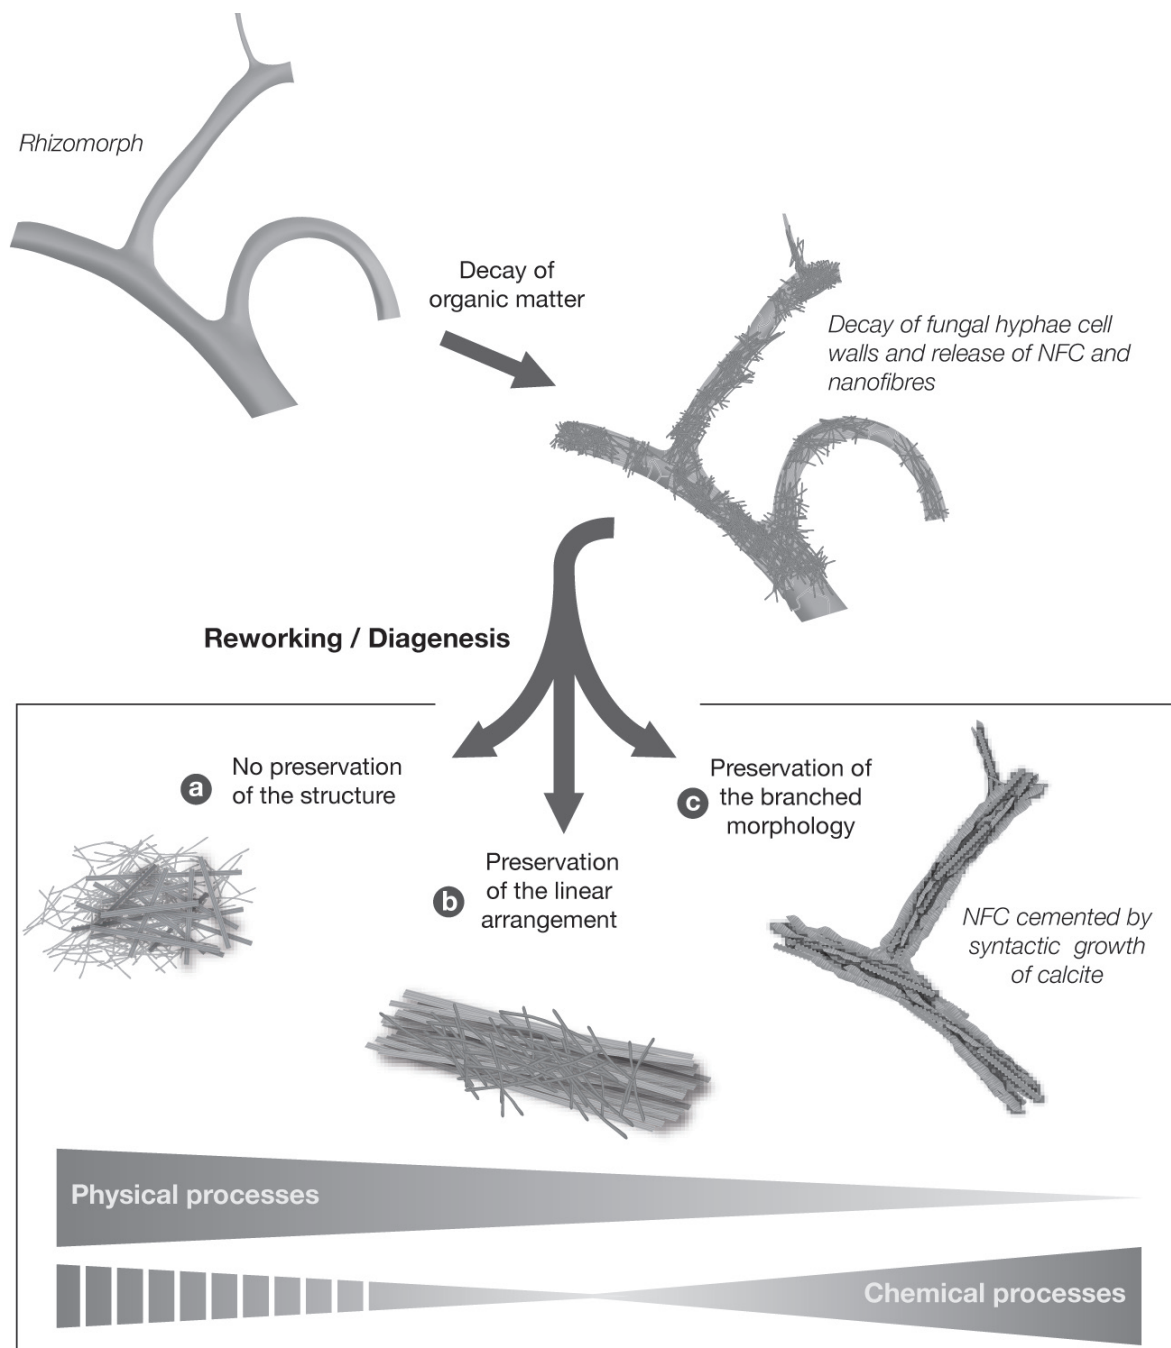 Rhizomorph
Decay of
organic matter
Decay of fungal hyphae cell
walls and release of NFC and
nanofibres
Reworking / Diagenesis
a
No preservation
of the structure
b
Preservation
of the linear
arrangement
c
Preservation of
the branched
morphology
NFC cemented by
syntactic growth
of calcite
Physical processes
Chemical processes